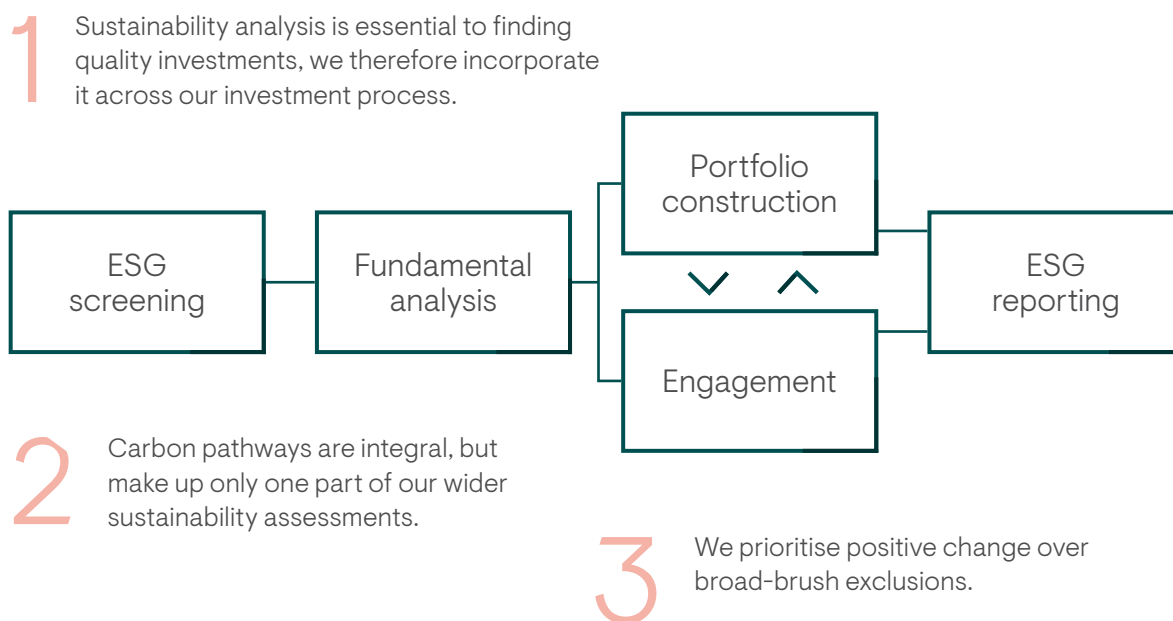 1
Sustainability analysis is essential to finding
quality investments, we therefore incorporate
it across our investment process.
ESG
screening
Fundamental
analysis
Portfolio
construction
Engagement
ESG
reporting
2
Carbon pathways are integral, but
make up only one part of our wider
sustainability assessments.
3
We prioritise positive change over
broad-brush exclusions.